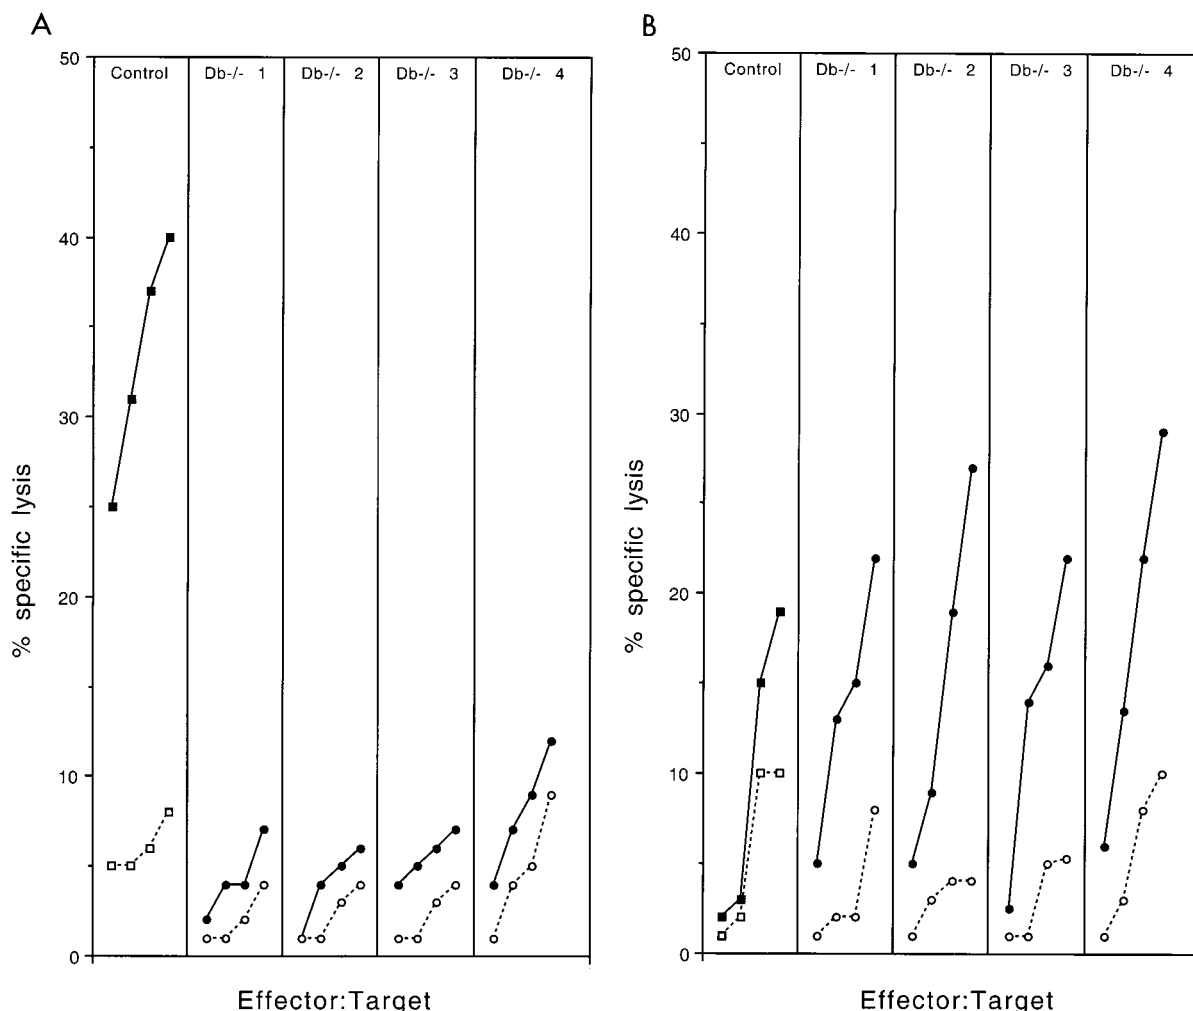 A
50
Control
Db-/- 1
Db-/- 2
Db-/- 3
Db-/- 4
40
30
20
10
0
% specific lysis
Effector:Target
B
50
Control
Db-/- 1
Db-/- 2
Db-/- 3
Db-/- 4
40
30
20
10
0
% specific lysis
Effector:Target